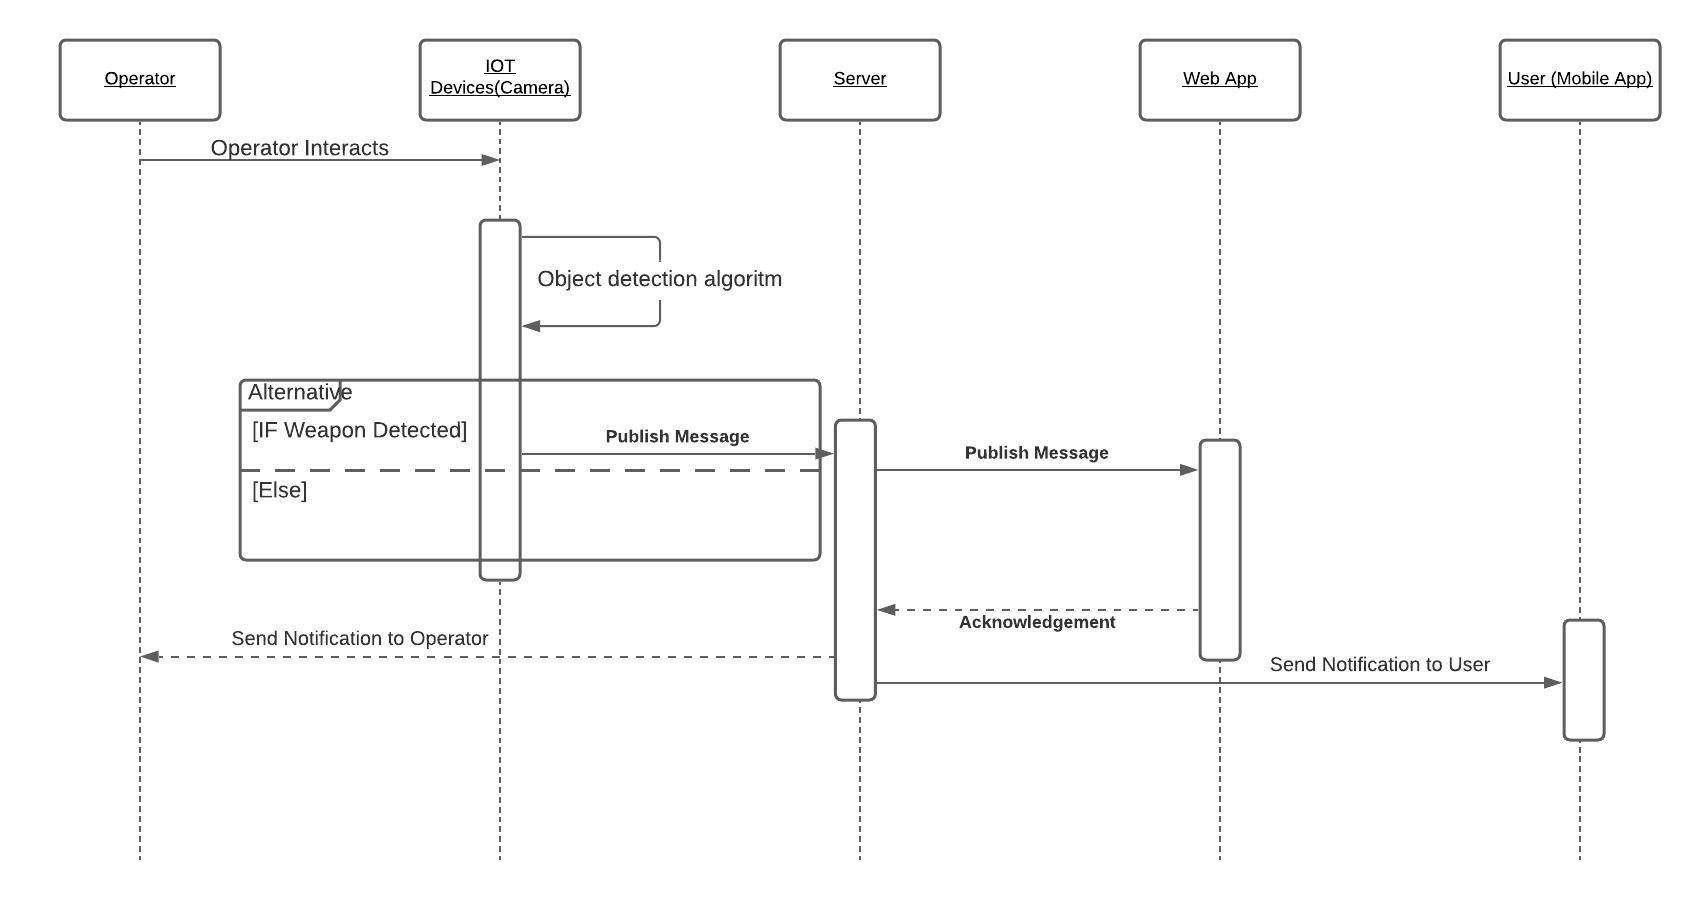 Operator
IOT
Devices(Camera)
Server
Web App
User (Mobile App)
Operator Interacts
Object detection algoritm
Alternative
[IF Weapon Detected]
Publish Message
Publish Message
[Else]
Acknowledgement
Send Notification to Operator
Send Notification to User